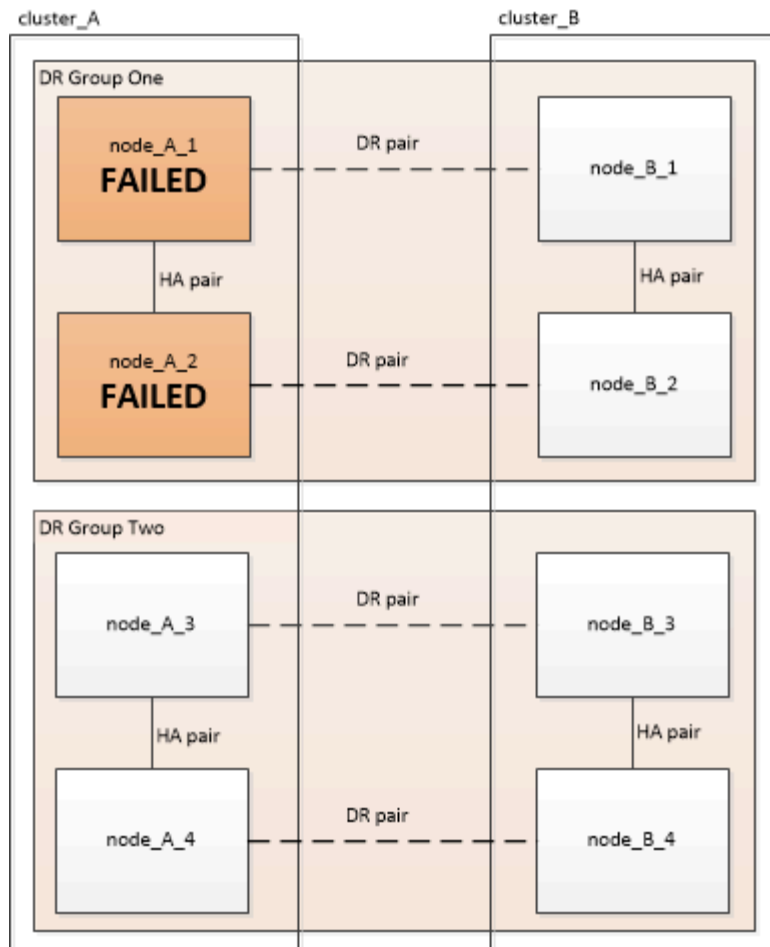 cluster_A
cluster_B
DR Group One
node_A_1
FAILED
DR pair
node_B_1
HA pair
HA pair
node_A_2
FAILED
DR pair
node_B_2
DR Group Two
node_A_3
DR pair
node_B_3
HA pair
HA pair
node_A_4
DR pair
node_B_4